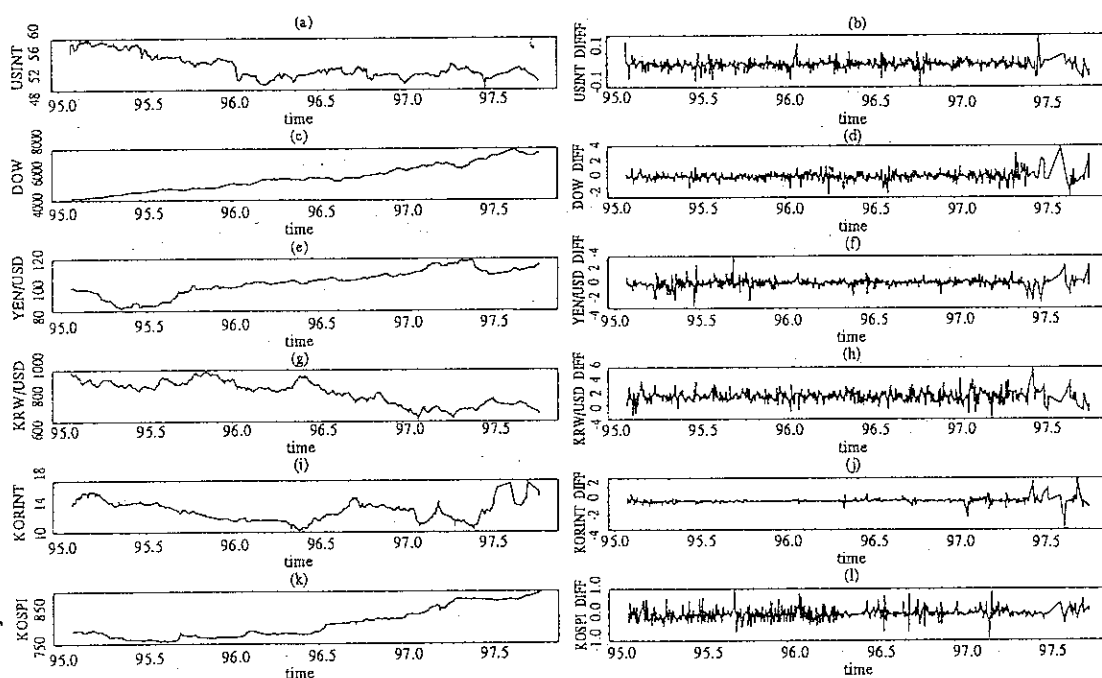 (a)
USINT
60
56
52
48
95.0 95.5 96.0 96.5 97.0 97.5
time
(b)
USINT DIFFF
0.1
-0.1
95.0 95.5 96.0 96.5 97.0 97.5
time
(c)
DOW
8000
6000
4000
95.0 95.5 96.0 96.5 97.0 97.5
time
(d)
DOW DIFF
4
2
0
-2
95.0 95.5 96.0 96.5 97.0 97.5
time
(e)
YEN/USD
120
100
80
95.0 95.5 96.0 96.5 97.0 97.5
time
(f)
YEN/USD DIFF
4
2
0
-2
-4
95.0 95.5 96.0 96.5 97.0 97.5
time
(g)
KRW/USD
1000
800
600
95.0 95.5 96.0 96.5 97.0 97.5
time
(h)
KRW/USD DIFF
6
4
2
0
-4
95.0 95.5 96.0 96.5 97.0 97.5
time
(i)
KORINT
18
14
10
95.0 95.5 96.0 96.5 97.0 97.5
time
(j)
KORINT DIFF
2
0
-2
-4
95.0 95.5 96.0 96.5 97.0 97.5
time
(k)
KOSPI
850
750
95.0 95.5 96.0 96.5 97.0 97.5
time
(l)
KOSPI DIFF
1.0
0.0
-1.0
95.0 95.5 96.0 96.5 97.0 97.5
time